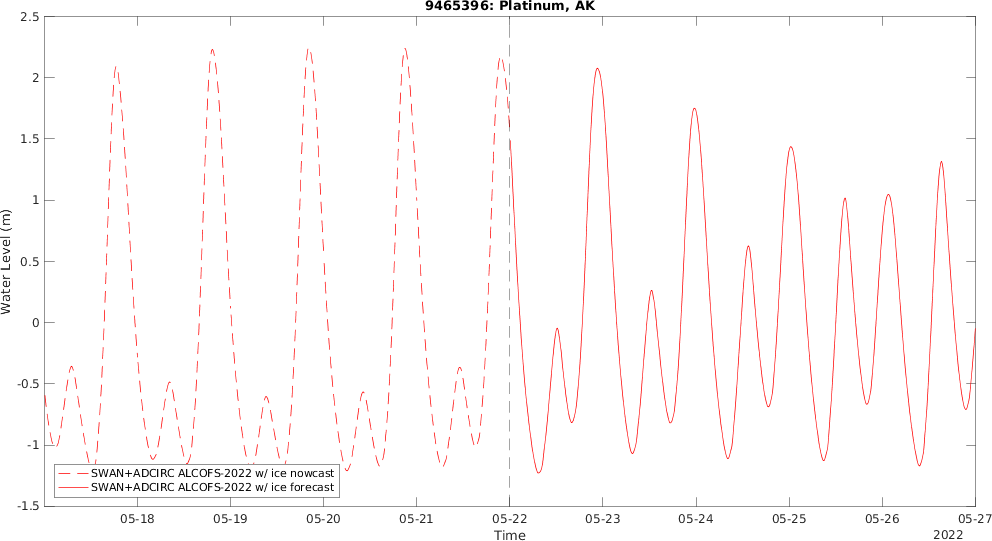 9465396: Platinum, AK
2.5
2
1.5
1
0.5
0
-0.5
-1
-1.5
Water Level (m)
SWAN+ADCIRC ALCOFS-2022 w/ ice nowcast
SWAN+ADCIRC ALCOFS-2022 w/ ice forecast
05-18 05-19 05-20 05-21 05-22 05-23 05-24 05-25 05-26 05-27
Time
2022